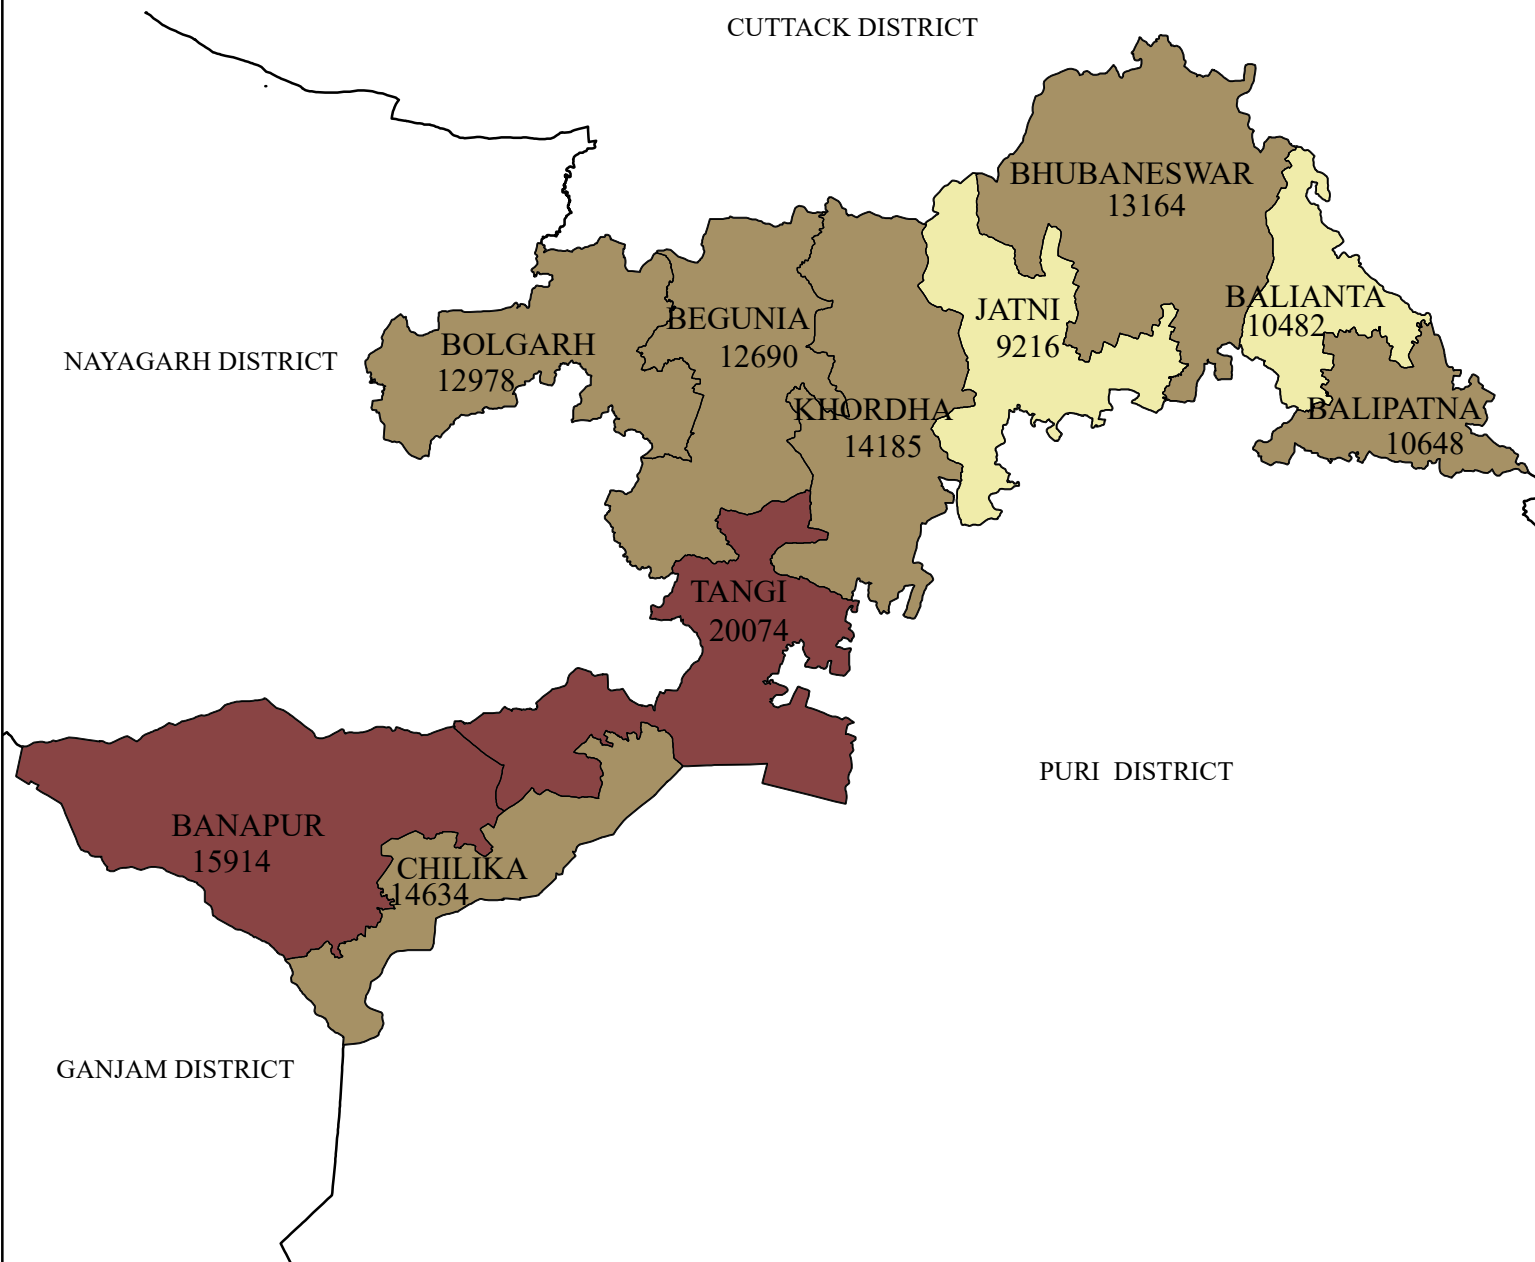 CUTTACK DISTRICT
BHUBANESWAR
13164
BALIANTA
10482
JATNI
9216
BEGUNIA
12690
BOLGARH
12978
NAYAGARH DISTRICT
KHORDHA
14185
BALIPATNA
10648
TANGI
20074
PURI  DISTRICT
BANAPUR
15914
CHILIKA
14634
GANJAM DISTRICT